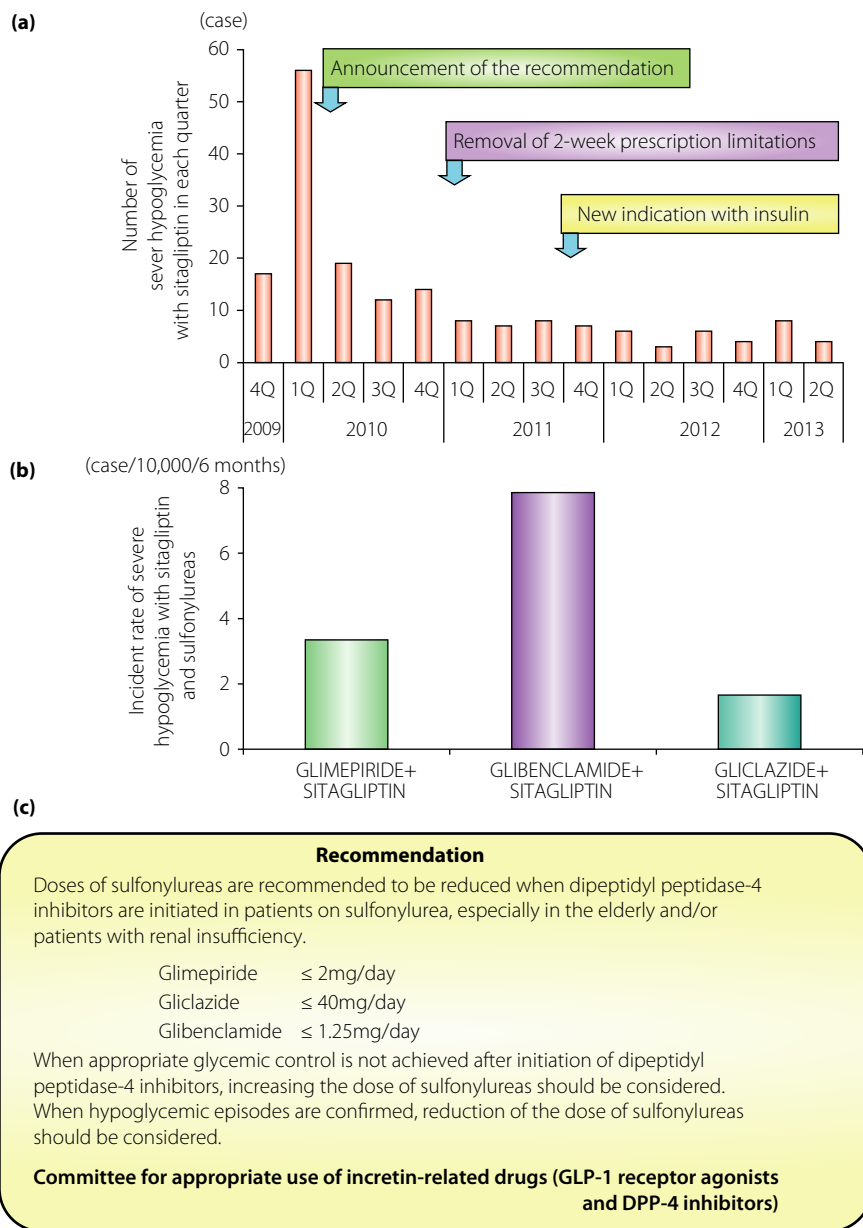 (a)
(case)
60
50
40
30
20
10
0
Number of
sever hypoglycemia
with sitagliptin in each quarter
Announcement of the recommendation
Removal of 2-week prescription limitations
New indication with insulin
4Q 1Q 2Q 3Q 4Q 1Q 2Q 3Q 4Q 1Q 2Q 3Q 4Q 1Q 2Q
2009 2010 2011 2012 2013
(b)
(case/10,000/6 months)
8
6
4
2
0
Incident rate of severe
hypoglycemia with sitagliptin
and sulfonylureas
GLIMEPIRIDE+
SITAGLIPTIN
GLIBENCLAMIDE+
SITAGLIPTIN
GLICLAZIDE+
SITAGLIPTIN
(c)
Recommendation
Doses of sulfonylureas are recommended to be reduced when dipeptidyl peptidase-4
inhibitors are initiated in patients on sulfonylurea, especially in the elderly and/or
patients with renal insufficiency.
Glimepiride ≤ 2mg/day
Gliclazide ≤ 40mg/day
Glibenclamide ≤ 1.25mg/day
When appropriate glycemic control is not achieved after initiation of dipeptidyl
peptidase-4 inhibitors, increasing the dose of sulfonylureas should be considered.
When hypoglycemic episodes are confirmed, reduction of the dose of sulfonylureas
should be considered.
Committee for appropriate use of incretin-related drugs (GLP-1 receptor agonists
and DPP-4 inhibitors)